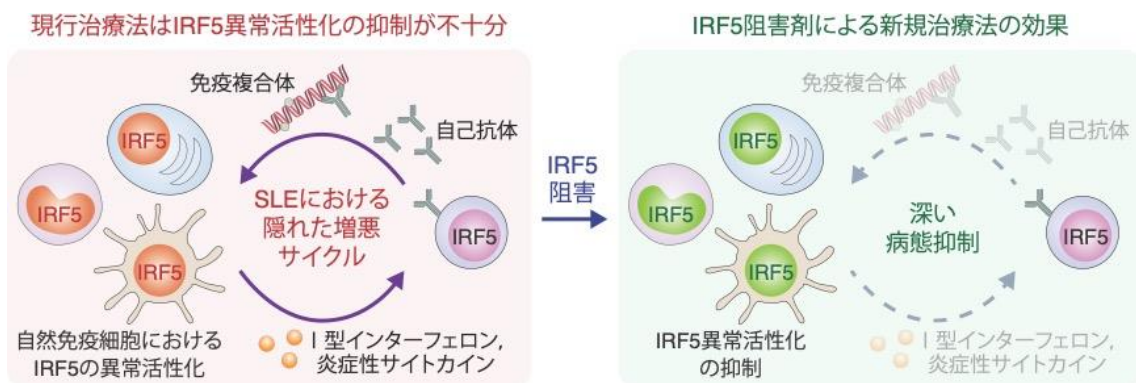 現行治療法はIRF5異常活性化の抑制が不十分
免疫複合体
自己抗体
IRF5
IRF5
IRF5
IRF5
SLEにおける
隠れた増悪
サイクル
自然免疫細胞における
IRF5の異常活性化
I型インターフェロン,
炎症性サイトカイン
IRF5
阻害
IRF5阻害剤による新規治療法の効果
免疫複合体
自己抗体
IRF5
IRF5
IRF5
IRF5
深い
病態抑制
IRF5異常活性化
の抑制
I型インターフェロン,
炎症性サイトカイン